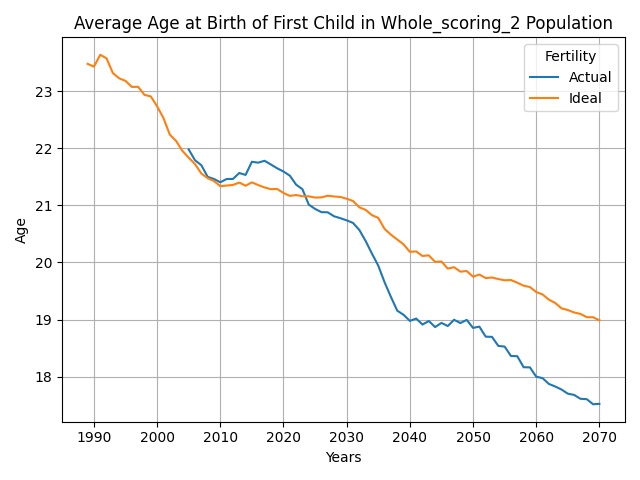 Average Age at Birth of First Child in Whole_scoring_2 Population
Fertility
Actual
Ideal
Age
23
22
21
20
19
18
1990 2000 2010 2020 2030 2040 2050 2060 2070
Years